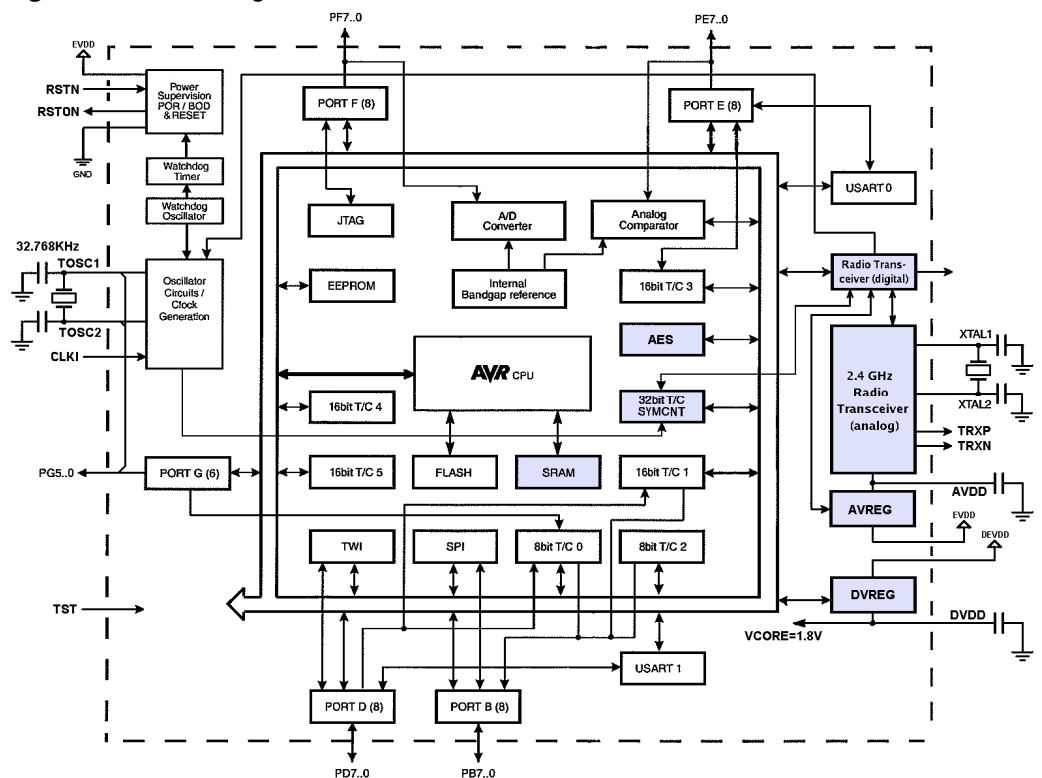 PF7..0
PE7..0
EVDD
RSTN
RSTON
GND
Power
Supervision
POR / BOD
& RESET
PORT F (8)
PORT E (8)
Watchdog
Timer
Watchdog
Oscillator
USART 0
JTAG
A/D
Converter
Analog
Comparator
32.768KHz
TOSC1
TOSC2
CLKI
Oscillator
Circuits /
Clock
Generation
EEPROM
Internal
Bandgap reference
16bit T/C 3
Radio Trans-
ceiver (digital)
AES
AVR CPU
XTAL1
XTAL2
2.4 GHz
Radio
Transceiver
(analog)
16bit T/C 4
32bit T/C
SYMCNT
TRXP
TRXN
PG5..0
PORT G (6)
16bit T/C 5
FLASH
SRAM
16bit T/C 1
AVDD
AVREG
EVDD
DEVDD
TWI
SPI
8bit T/C 0
8bit T/C 2
TST
DVREG
DVDD
VCORE=1.8V
USART 1
PORT D (8)
PORT B (8)
PD7..0
PB7..0